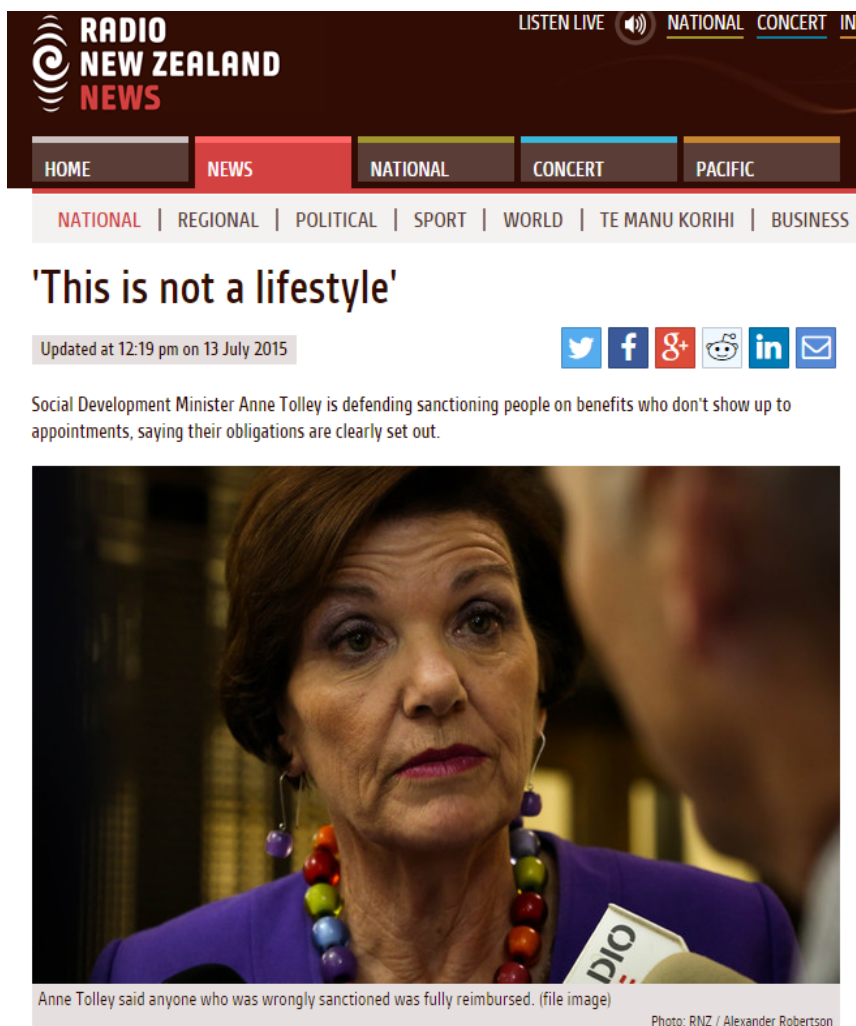 RADIO
NEW ZEALAND
NEWS
LISTEN LIVE NATIONAL CONCERT IN
HOME NEWS NATIONAL CONCERT PACIFIC
NATIONAL | REGIONAL | POLITICAL | SPORT | WORLD | TE MANU KORIHI | BUSINESS
'This is not a lifestyle'
Updated at 12:19 pm on 13 July 2015
f g+ in
Social Development Minister Anne Tolley is defending sanctioning people on benefits who don't show up to
appointments, saying their obligations are clearly set out.
DIO
Anne Tolley said anyone who was wrongly sanctioned was fully reimbursed. (file image)
Photo: RNZ / Alexander Robertson